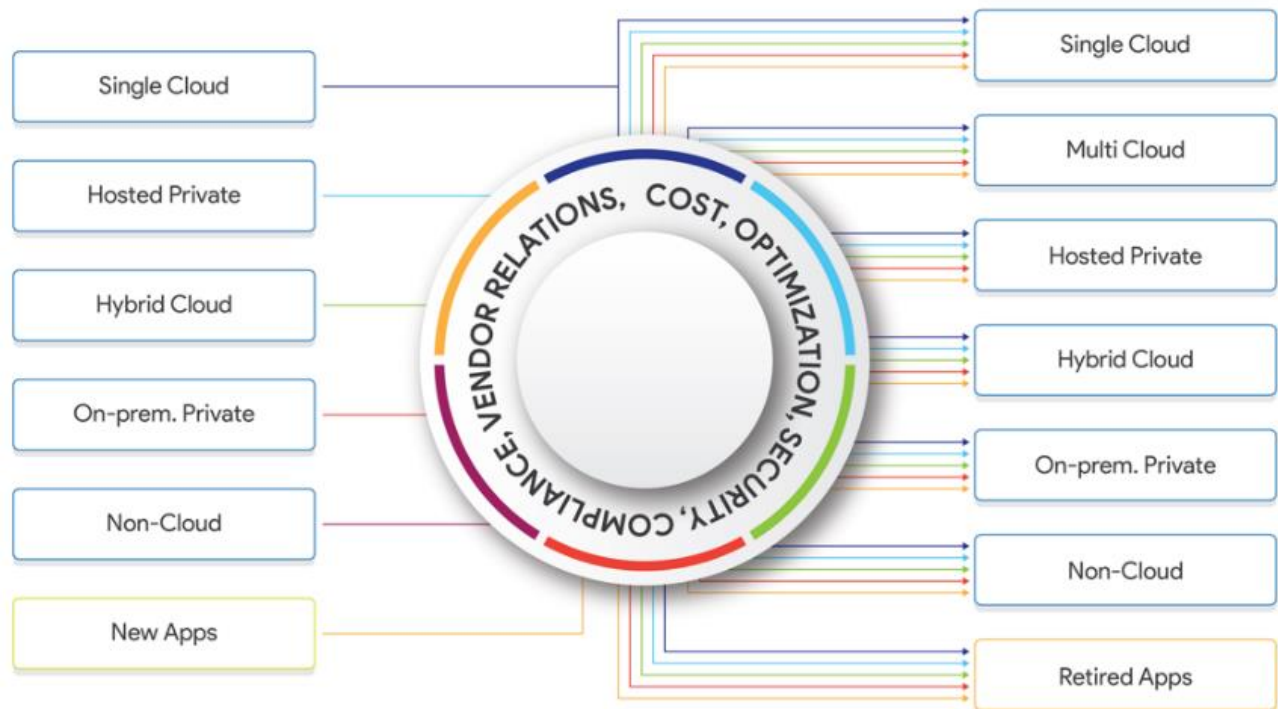 Single Cloud
Hosted Private
Hybrid Cloud
On-prem. Private
Non-Cloud
New Apps
COST, OPTIMIZATION, SECURITY, COMPLIANCE, VENDOR RELATIONS,
Single Cloud
Multi Cloud
Hosted Private
Hybrid Cloud
On-prem. Private
Non-Cloud
Retired Apps